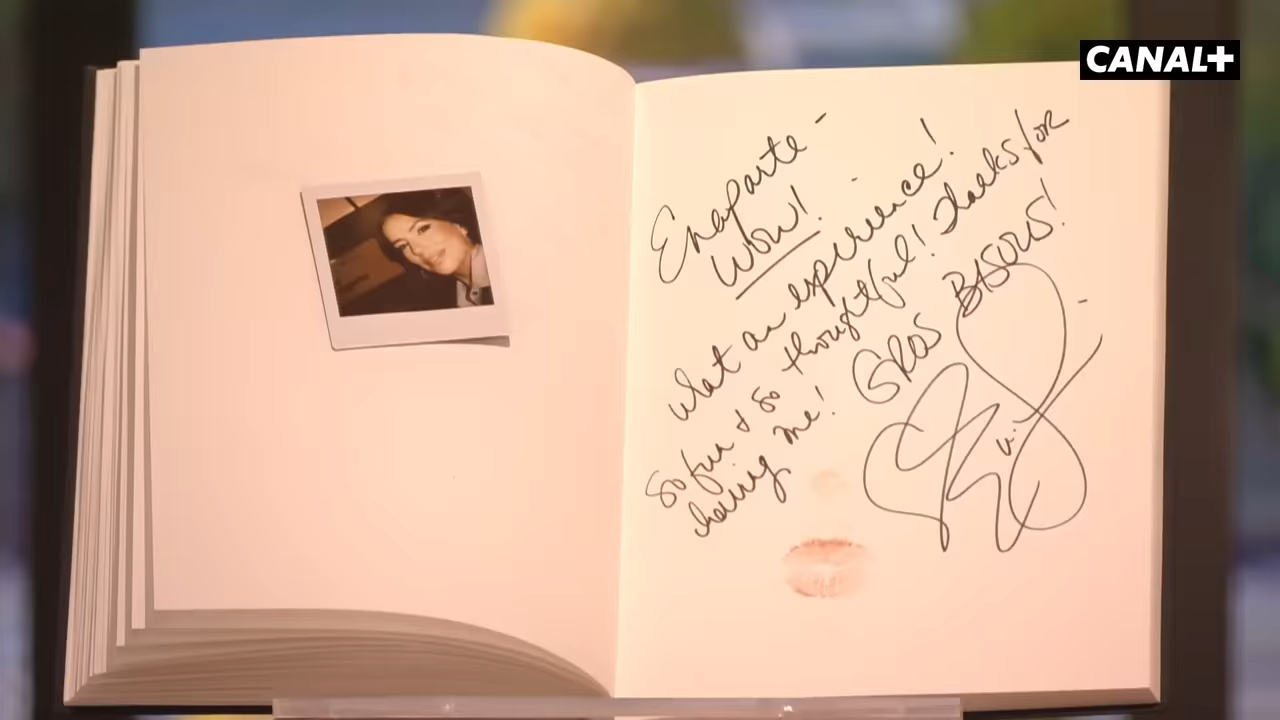 CANAL+
Enaparte -
WOW!
What an experience!
So fun & so thoughtful! Thanks for
having me! GROS BISOUS!